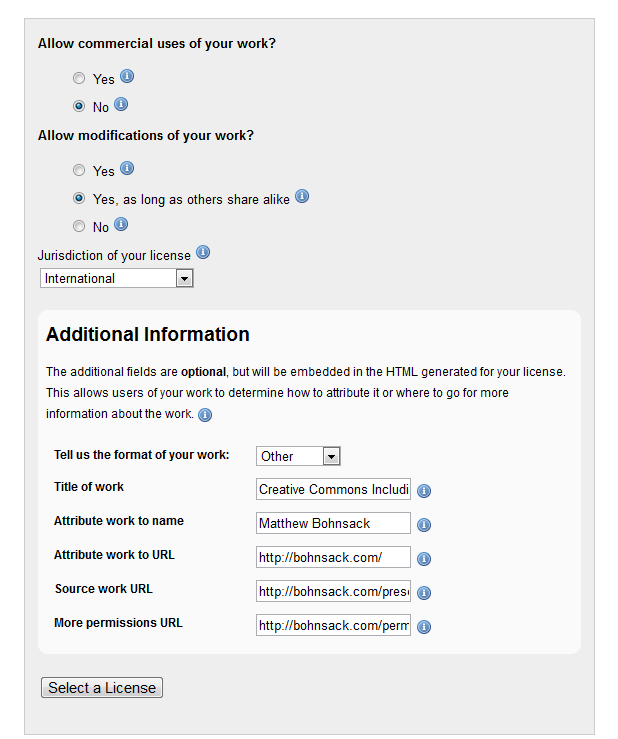 Allow commercial uses of your work?
Yes
No
Allow modifications of your work?
Yes
Yes, as long as others share alike
No
Jurisdiction of your license
International
Additional Information
The additional fields are optional, but will be embedded in the HTML generated for your license.
This allows users of your work to determine how to attribute it or where to go for more
information about the work.
Tell us the format of your work: Other
Title of work Creative Commons Includi
Attribute work to name Matthew Bohnsack
Attribute work to URL http://bohnsack.com/
Source work URL http://bohnsack.com/pres
More permissions URL http://bohnsack.com/perm
Select a License